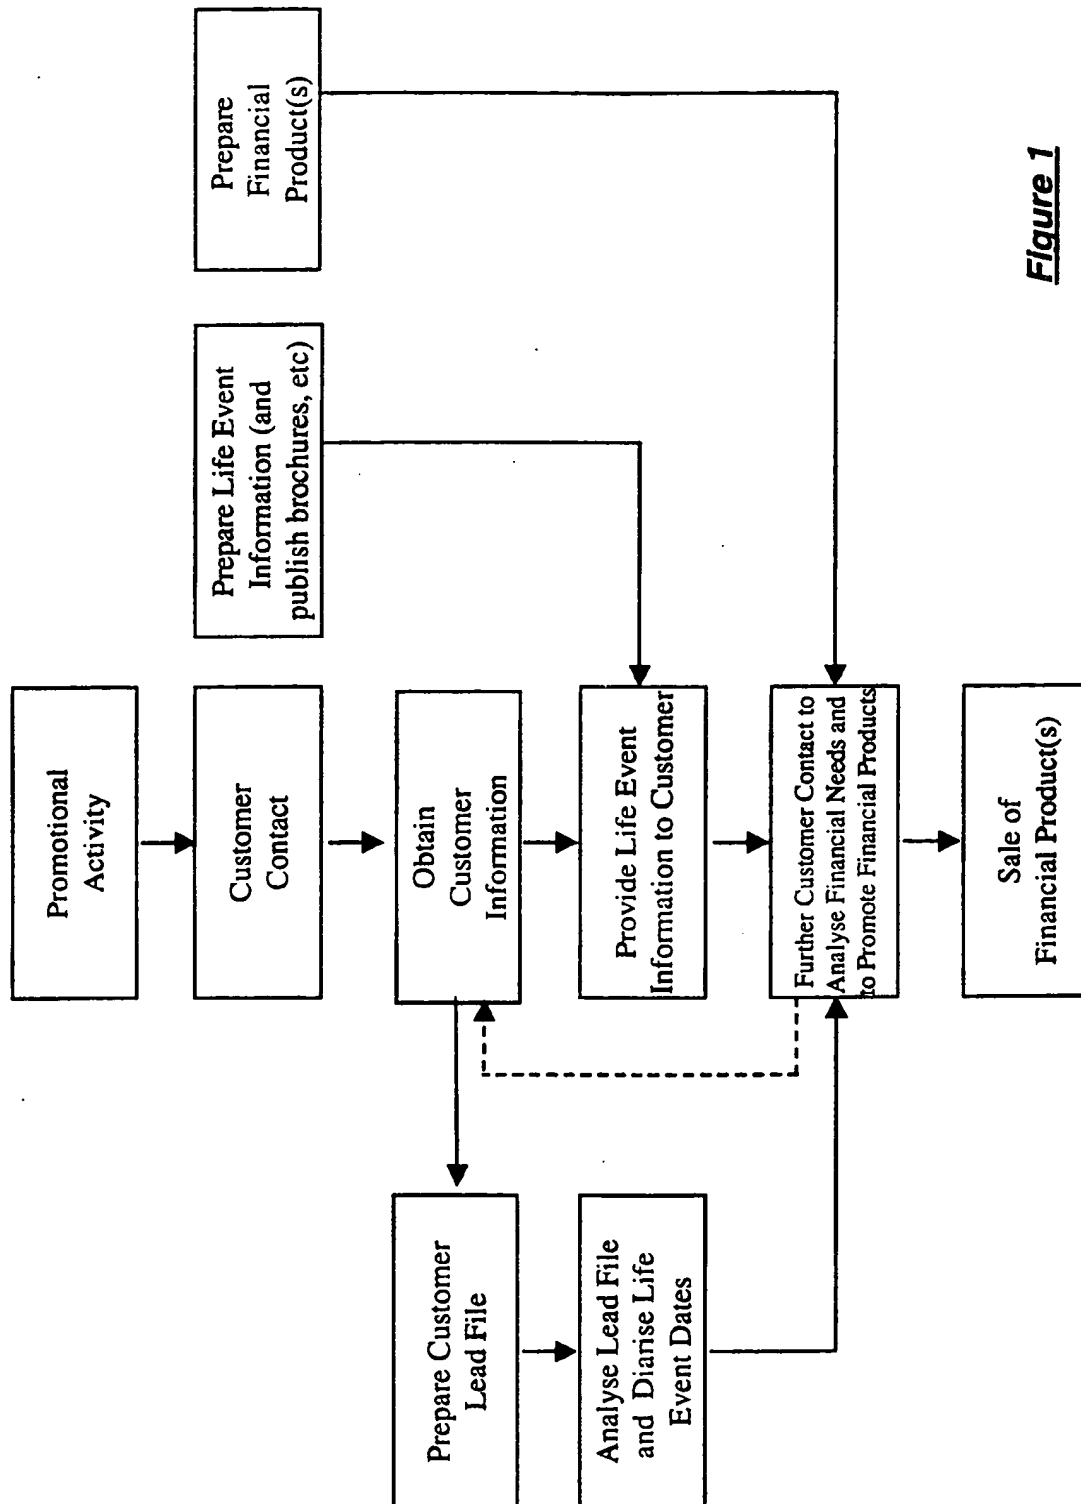 Promotional
Activity
Customer
Contact
Prepare Life Event
Information (and
publish brochures, etc)
Prepare
Financial
Product(s)
Obtain
Customer
Information
Prepare Customer
Lead File
Provide Life Event
Information to Customer
Analyse Lead File
and Diarise Life
Event Dates
Further Customer Contact to
Analyse Financial Needs and
to Promote Financial Products
Sale of
Financial Product(s)
Figure 1